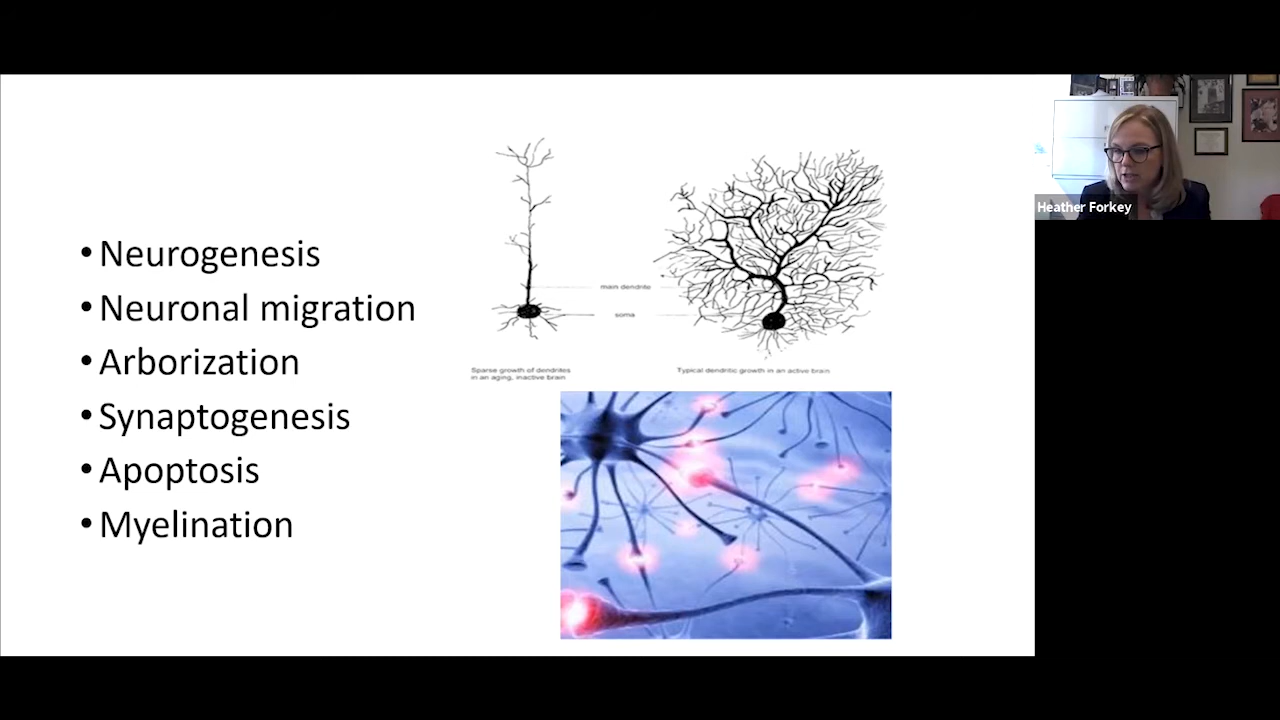 • Neurogenesis
• Neuronal migration
• Arborization
• Synaptogenesis
• Apoptosis
• Myelination
main dendrite
soma
Sparse growth of dendrites
in an aging, inactive brain
Typical dendritic growth in an active brain
Heather Forkey